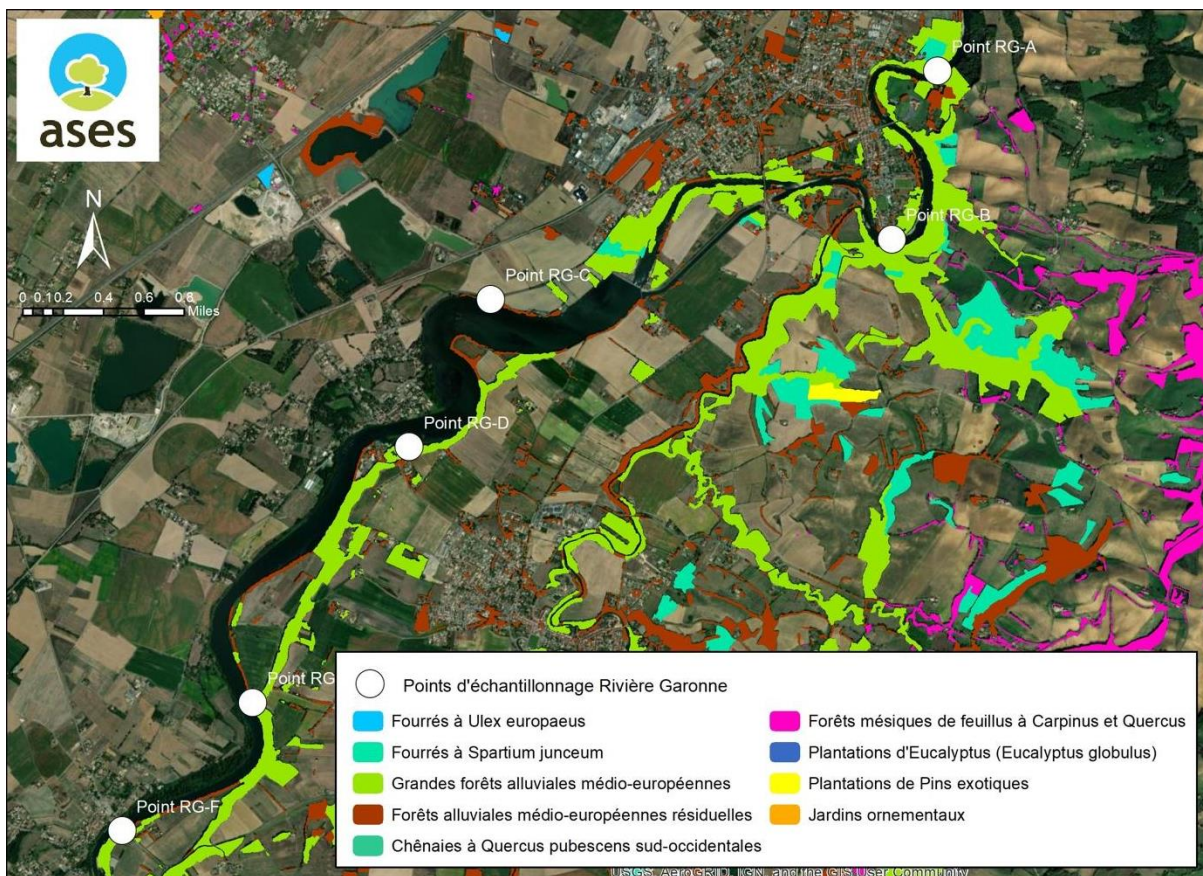 ases
Point RG-A
N
Point RG-B
Point RG-C
0 0.1 0.2 0.4 0.6 0.8
Miles
Point RG-D
Point RG
Point RG-F
Points d'échantillonnage Rivière Garonne
Fourrés à Ulex europaeus
Fourrés à Spartium junceum
Grandes forêts alluviales médio-européennes
Forêts alluviales médio-européennes résiduelles
Chênaies à Quercus pubescens sud-occidentales
Forêts mésiques de feuillus à Carpinus et Quercus
Plantations d'Eucalyptus (Eucalyptus globulus)
Plantations de Pins exotiques
Jardins ornementaux
USGS, AeroGRID, IGN, and the GIS User Community